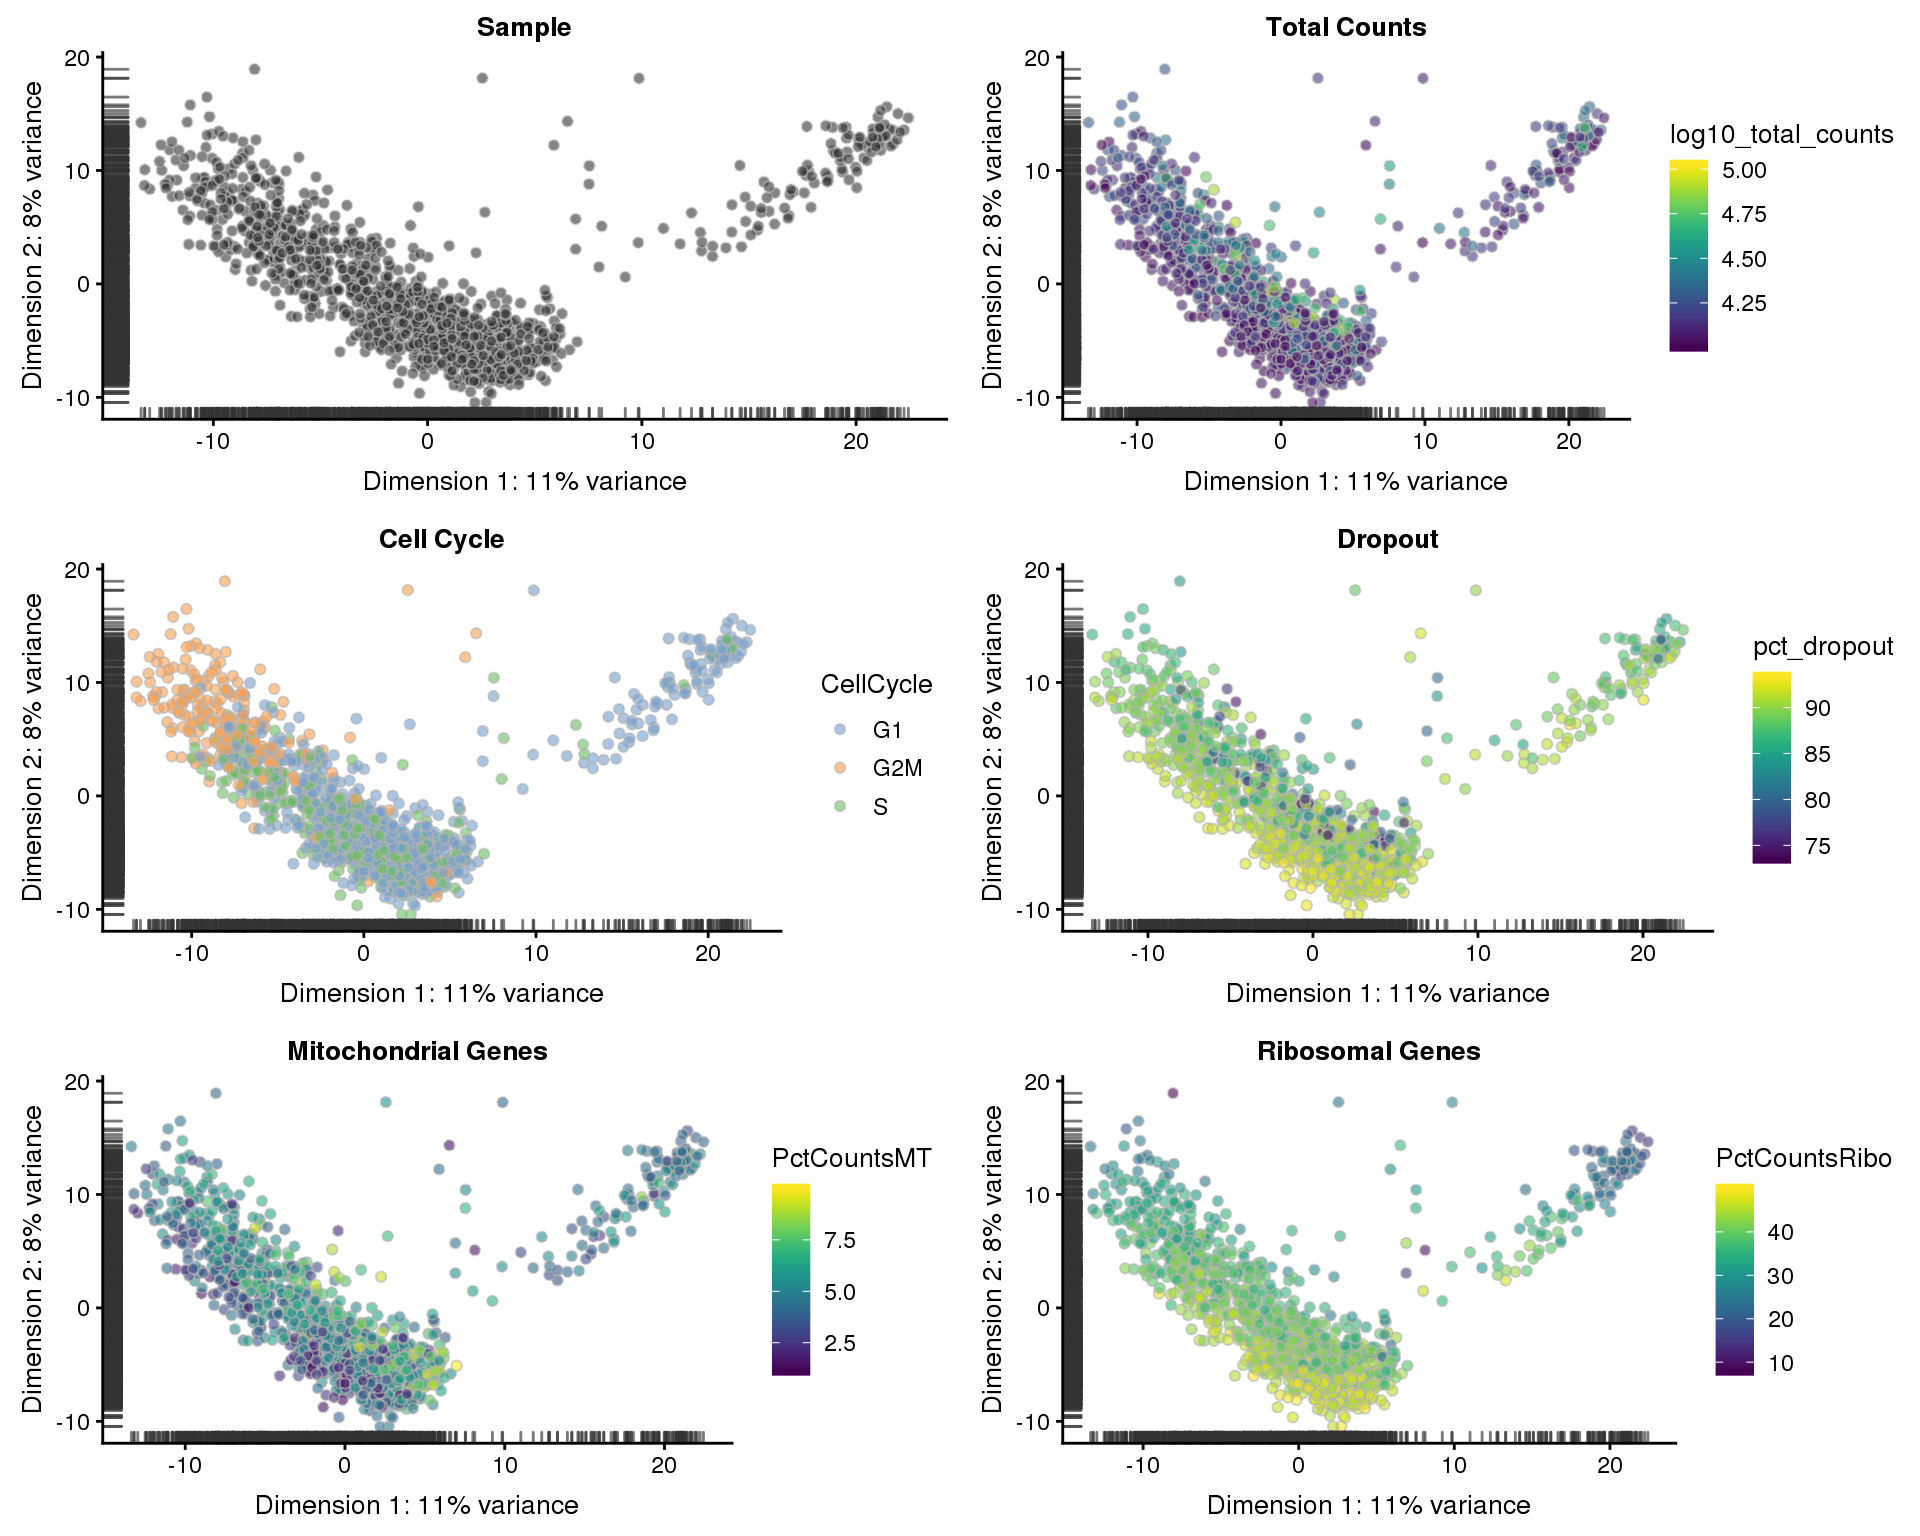 Sample
20
10
0
-10
-10
0
10
20
Dimension 1: 11% variance
Dimension 2: 8% variance
Total Counts
20
10
0
-10
-10
0
10
20
Dimension 1: 11% variance
Dimension 2: 8% variance
log10_total_counts
5.00
4.75
4.50
4.25
Cell Cycle
20
10
0
-10
-10
0
10
20
Dimension 1: 11% variance
Dimension 2: 8% variance
CellCycle
G1
G2M
S
Dropout
20
10
0
-10
-10
0
10
20
Dimension 1: 11% variance
Dimension 2: 8% variance
pct_dropout
90
85
80
75
Mitochondrial Genes
20
10
0
-10
-10
0
10
20
Dimension 1: 11% variance
Dimension 2: 8% variance
PctCountsMT
7.5
5.0
2.5
Ribosomal Genes
20
10
0
-10
-10
0
10
20
Dimension 1: 11% variance
Dimension 2: 8% variance
PctCountsRibo
40
30
20
10